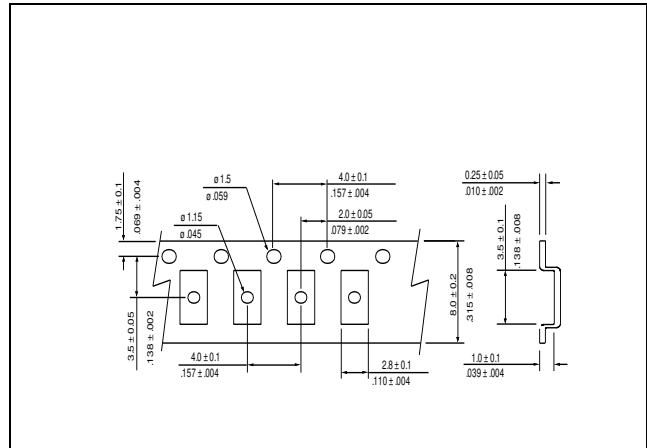 1.75 ± 0.1
.069 ± .004
ø 1.5
ø .059
4.0 ± 0.1
.157 ± .004
0.25 ± 0.05
.010 ± .002
ø 1.15
ø .045
2.0 ± 0.05
.079 ± .002
3.5 ± 0.1
.138 ± .008
8.0 ± 0.2
.315 ± .008
3.5 ± 0.05
.138 ± .002
4.0 ± 0.1
.157 ± .004
2.8 ± 0.1
.110 ± .004
1.0 ± 0.1
.039 ± .004